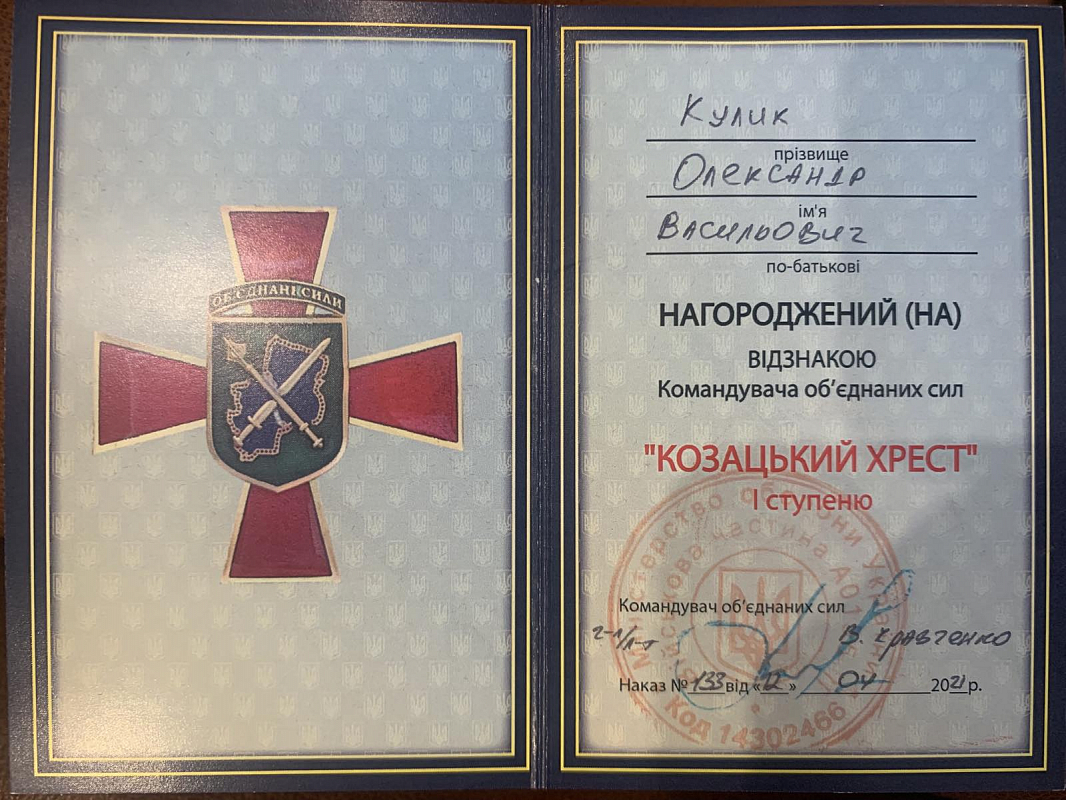 ОБ'ЄДНАНІ СИЛИ
Кулик
прізвище
Олександр
ім'я
Васильович
по-батькові
НАГОРОДЖЕНИЙ (НА)
ВІДЗНАКОЮ
Командувача об'єднаних сил
"КОЗАЦЬКИЙ ХРЕСТ"
І ступеню
Міністерство оборони України
Військова частина А01
Код 14302466
Командувач об'єднаних сил
г-л/л-т В. Кравченко
Наказ № 133 від «12» 04 2021 р.